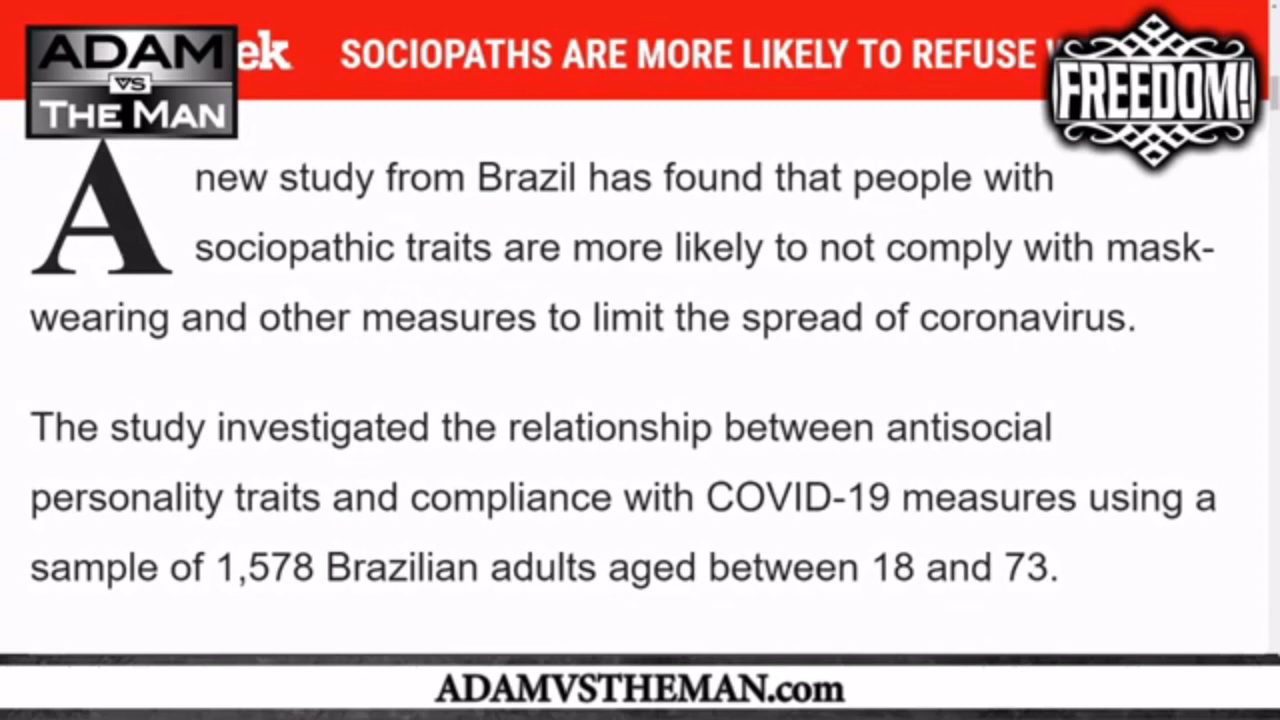 ADAM
VS
THE MAN
ek
SOCIOPATHS ARE MORE LIKELY TO REFUSE
FREEDOM!
A new study from Brazil has found that people with
sociopathic traits are more likely to not comply with mask-
wearing and other measures to limit the spread of coronavirus.
The study investigated the relationship between antisocial
personality traits and compliance with COVID-19 measures using a
sample of 1,578 Brazilian adults aged between 18 and 73.
ADAMVSTHEMAN.com